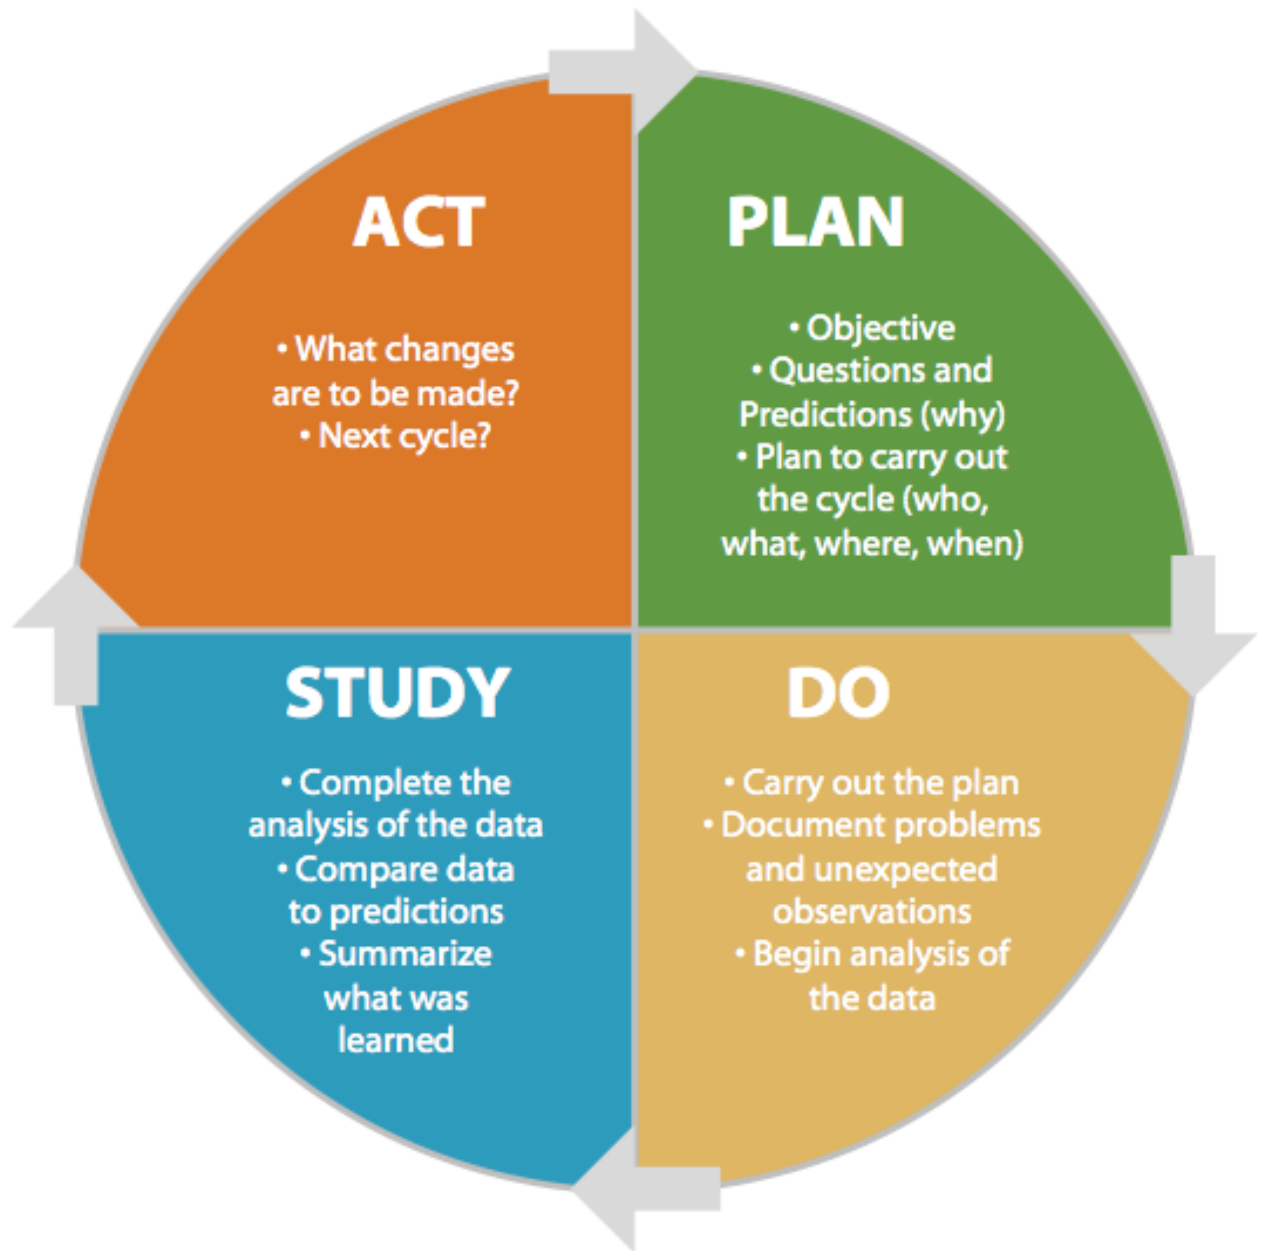 ACT
• What changes
are to be made?
• Next cycle?
PLAN
• Objective
• Questions and
Predictions (why)
• Plan to carry out
the cycle (who,
what, where, when)
STUDY
• Complete the
analysis of the data
• Compare data
to predictions
• Summarize
what was
learned
DO
• Carry out the plan
• Document problems
and unexpected
observations
• Begin analysis of
the data